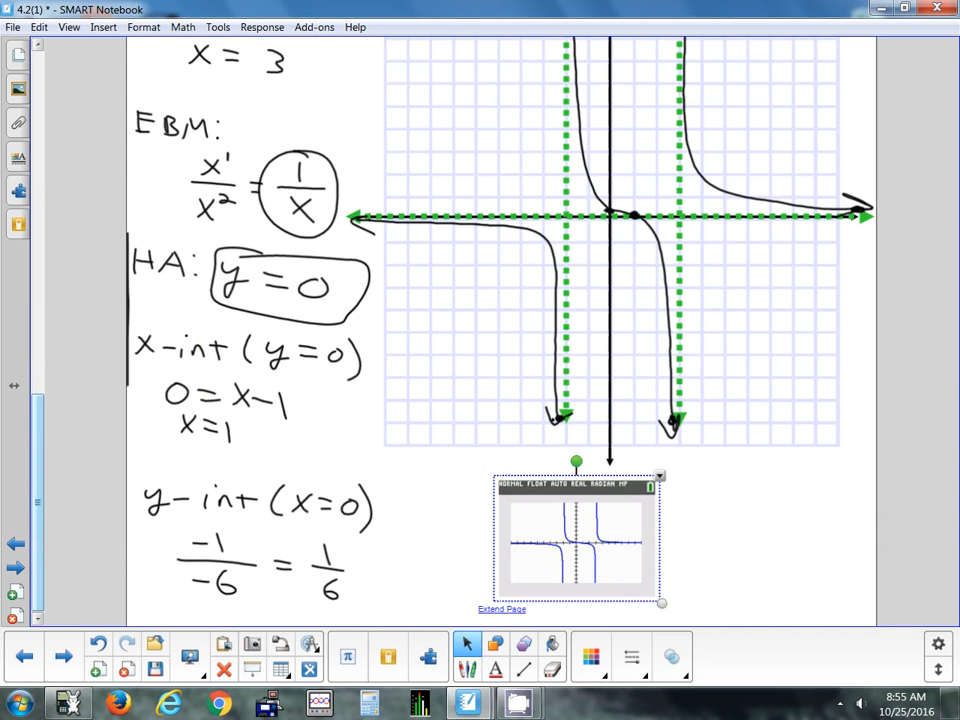 4.2(1) * - SMART Notebook
File Edit View Insert Format Math Tools Response Add-ons Help
x = 3
EBM:
x¹/x² = 1/x
HA: y = 0
x-int (y=0)
0 = x-1
x=1
y-int (x=0)
-1/-6 = 1/6
NORMAL FLOAT AUTO REAL RADIAN MP
Extend Page
π
A
8:55 AM
10/25/2016